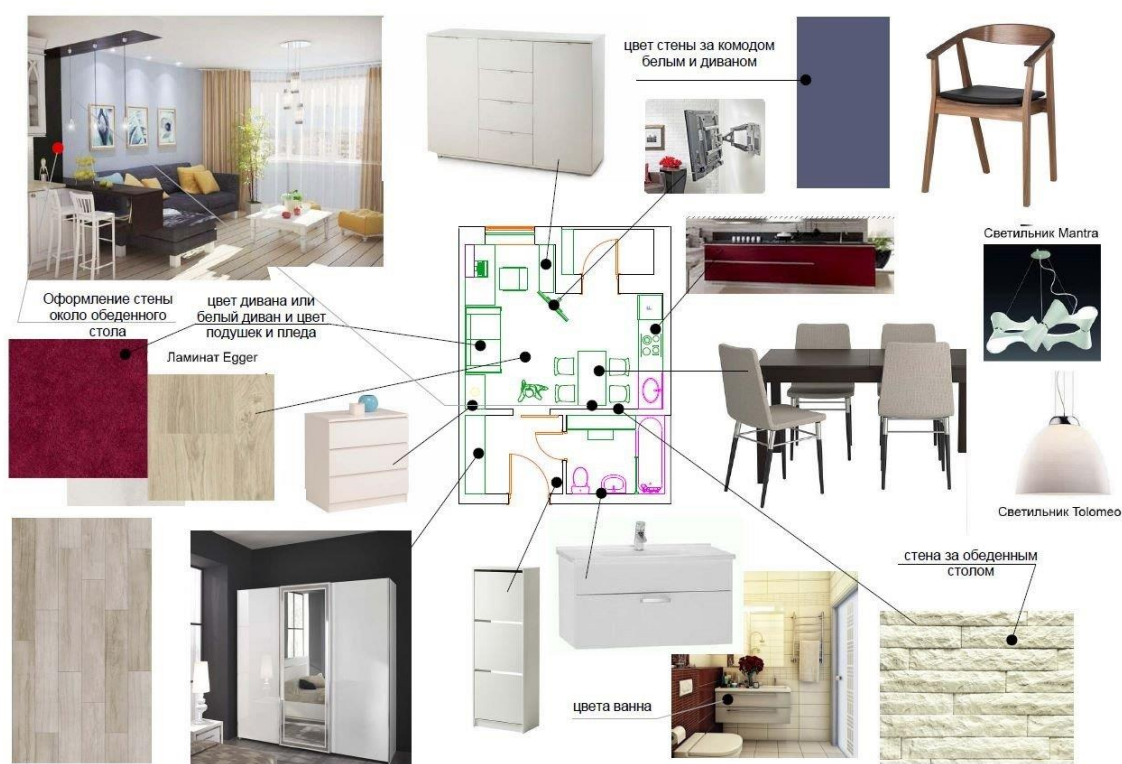 цвет стены за комодом
белым и диваном
Светильник Mantra
Оформление стены
около обеденного
стола
цвет дивана или
белый диван и цвет
подушек и пледа
Ламинат Egger
Светильник Tolomeo
стена за обеденным
столом
цвета ванна